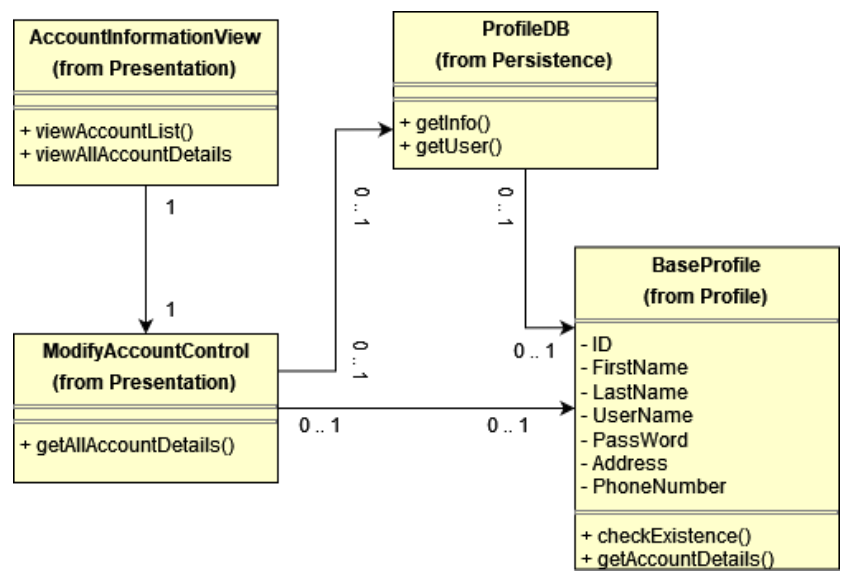 AccountInformationView
(from Presentation)
+ viewAccountList()
+ viewAllAccountDetails
ProfileDB
(from Persistence)
+ getInfo()
+ getUser()
1
0 .. 1
0 .. 1
BaseProfile
(from Profile)
- ID
- FirstName
- LastName
- UserName
- PassWord
- Address
- PhoneNumber
+ checkExistence()
+ getAccountDetails()
1
0 .. 1
0 .. 1
ModifyAccountControl
(from Presentation)
+ getAllAccountDetails()
0 .. 1
0 .. 1